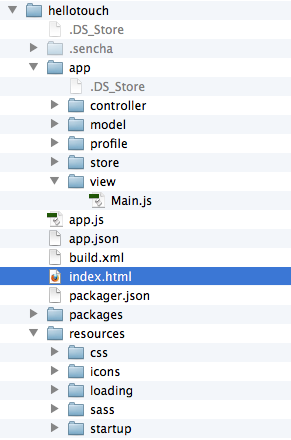 hellotouch
.DS_Store
.sencha
app
.DS_Store
controller
model
profile
store
view
Main.js
app.js
app.json
build.xml
index.html
packager.json
packages
resources
css
icons
loading
sass
startup